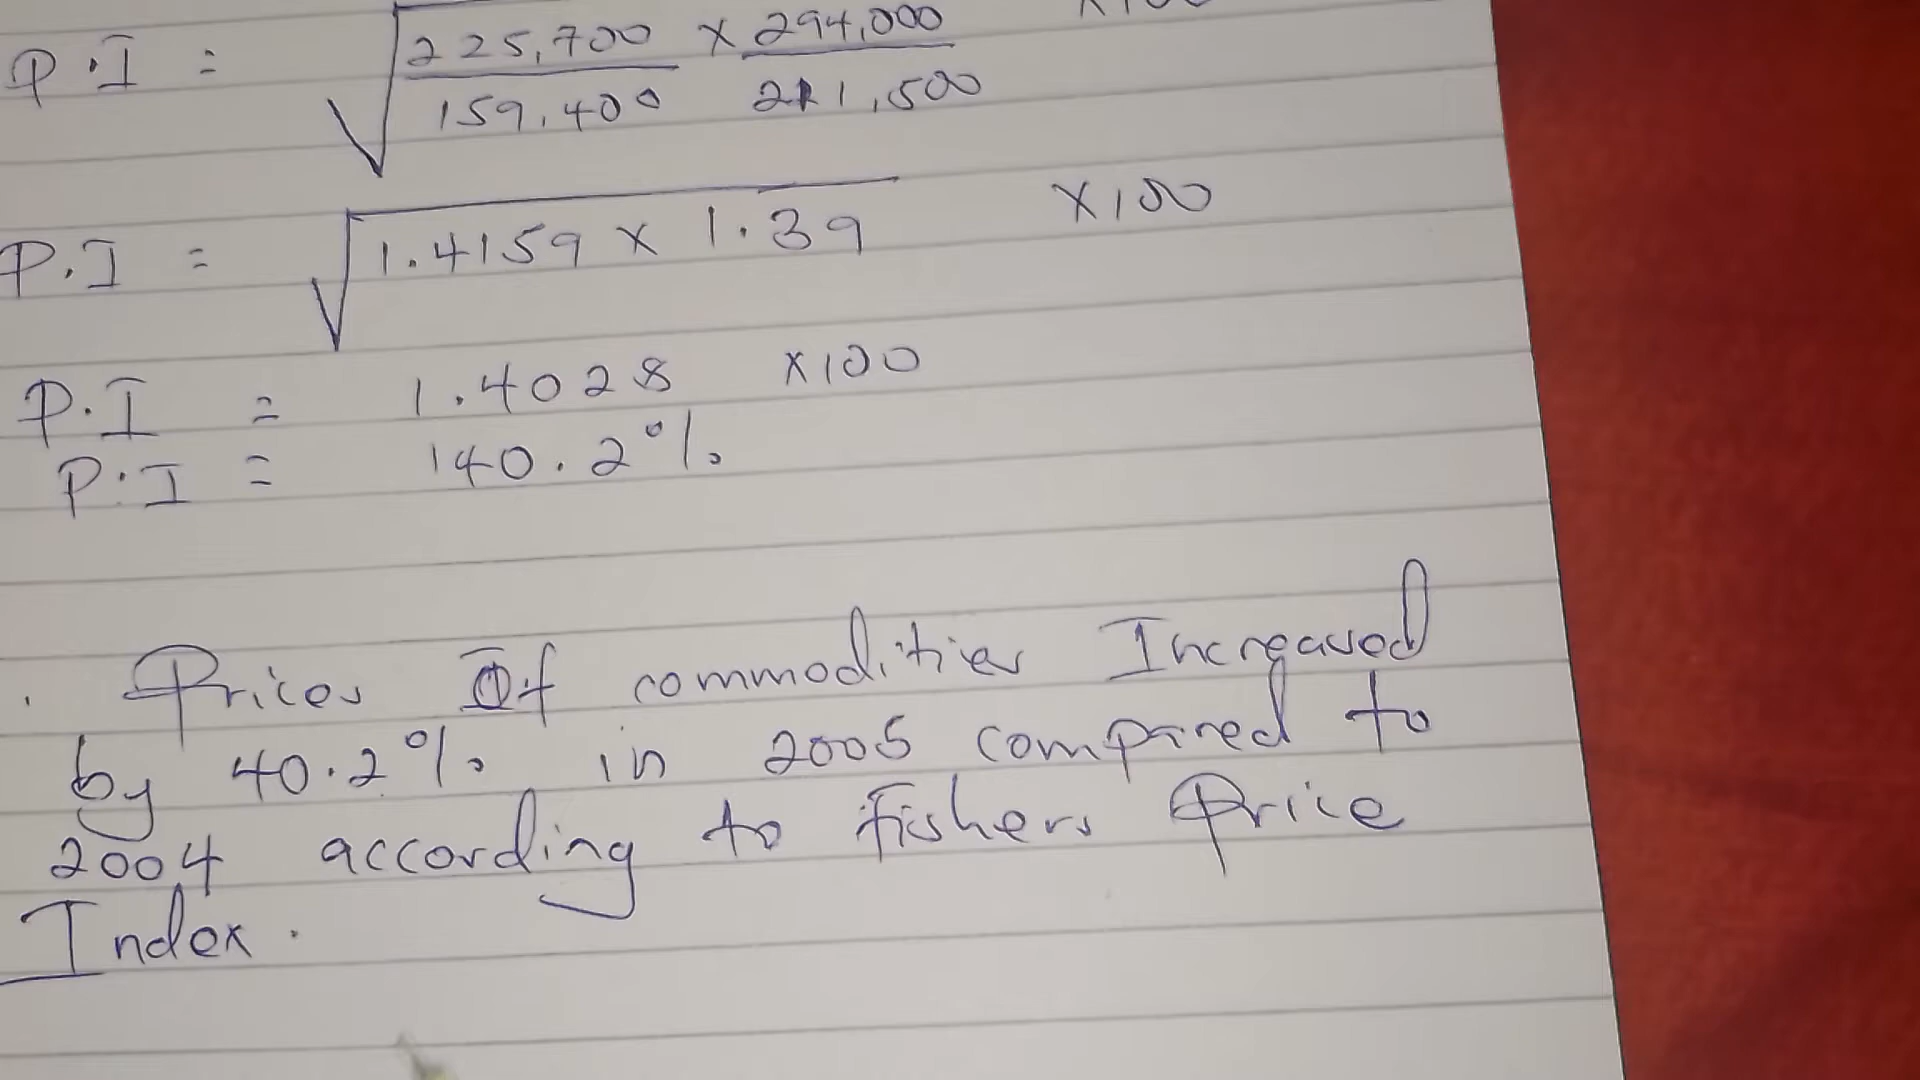 P.I = √ 225,700 × 294,000 ×100
159,400 211,500
P.I = √ 1.4159 × 1.39 ×100
P.I = 1.4028 ×100
P.I = 140.2%
Prices Of commodities Increased
by 40.2% in 2005 compared to
2004 according to fishers Price
Index.